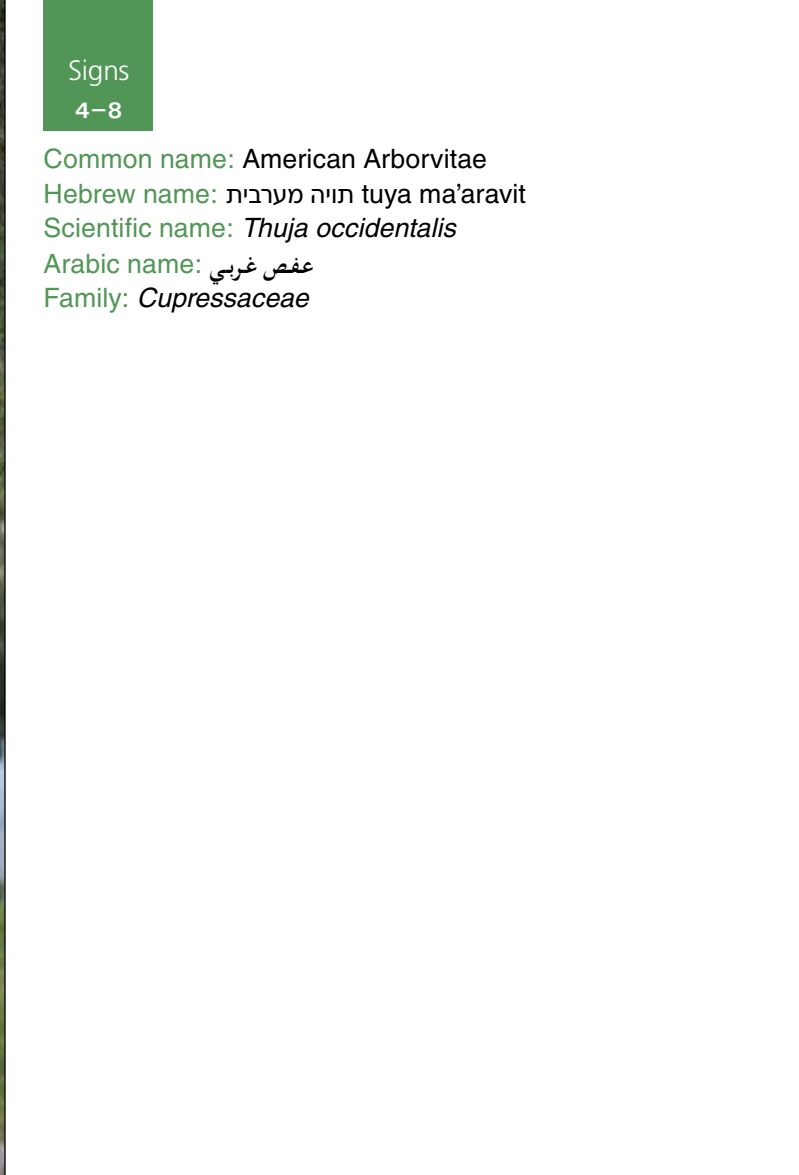 Signs
4–8
Common name: American Arborvitae
Hebrew name: תויה מערבית tuya ma’aravit
Scientific name: Thuja occidentalis
Arabic name: عفص غربي
Family: Cupressaceae